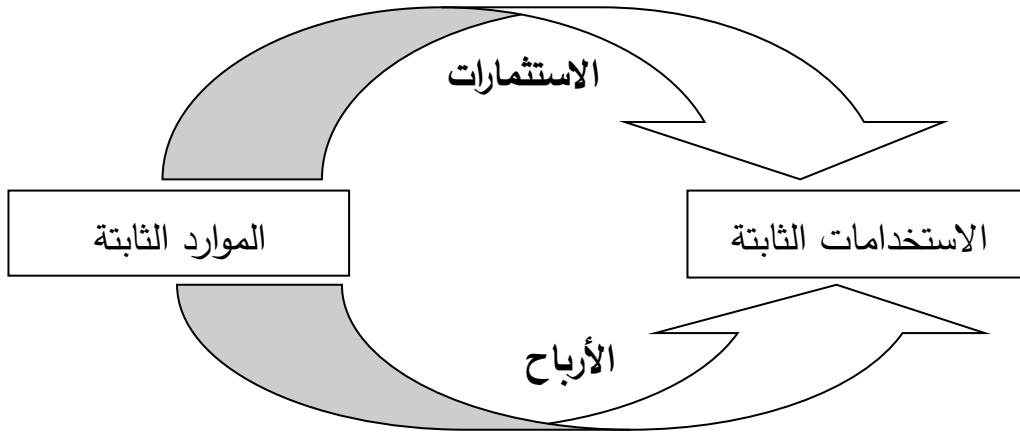 الاستثمارات
الاستخدامات الثابتة
الموارد الثابتة
الأرباح